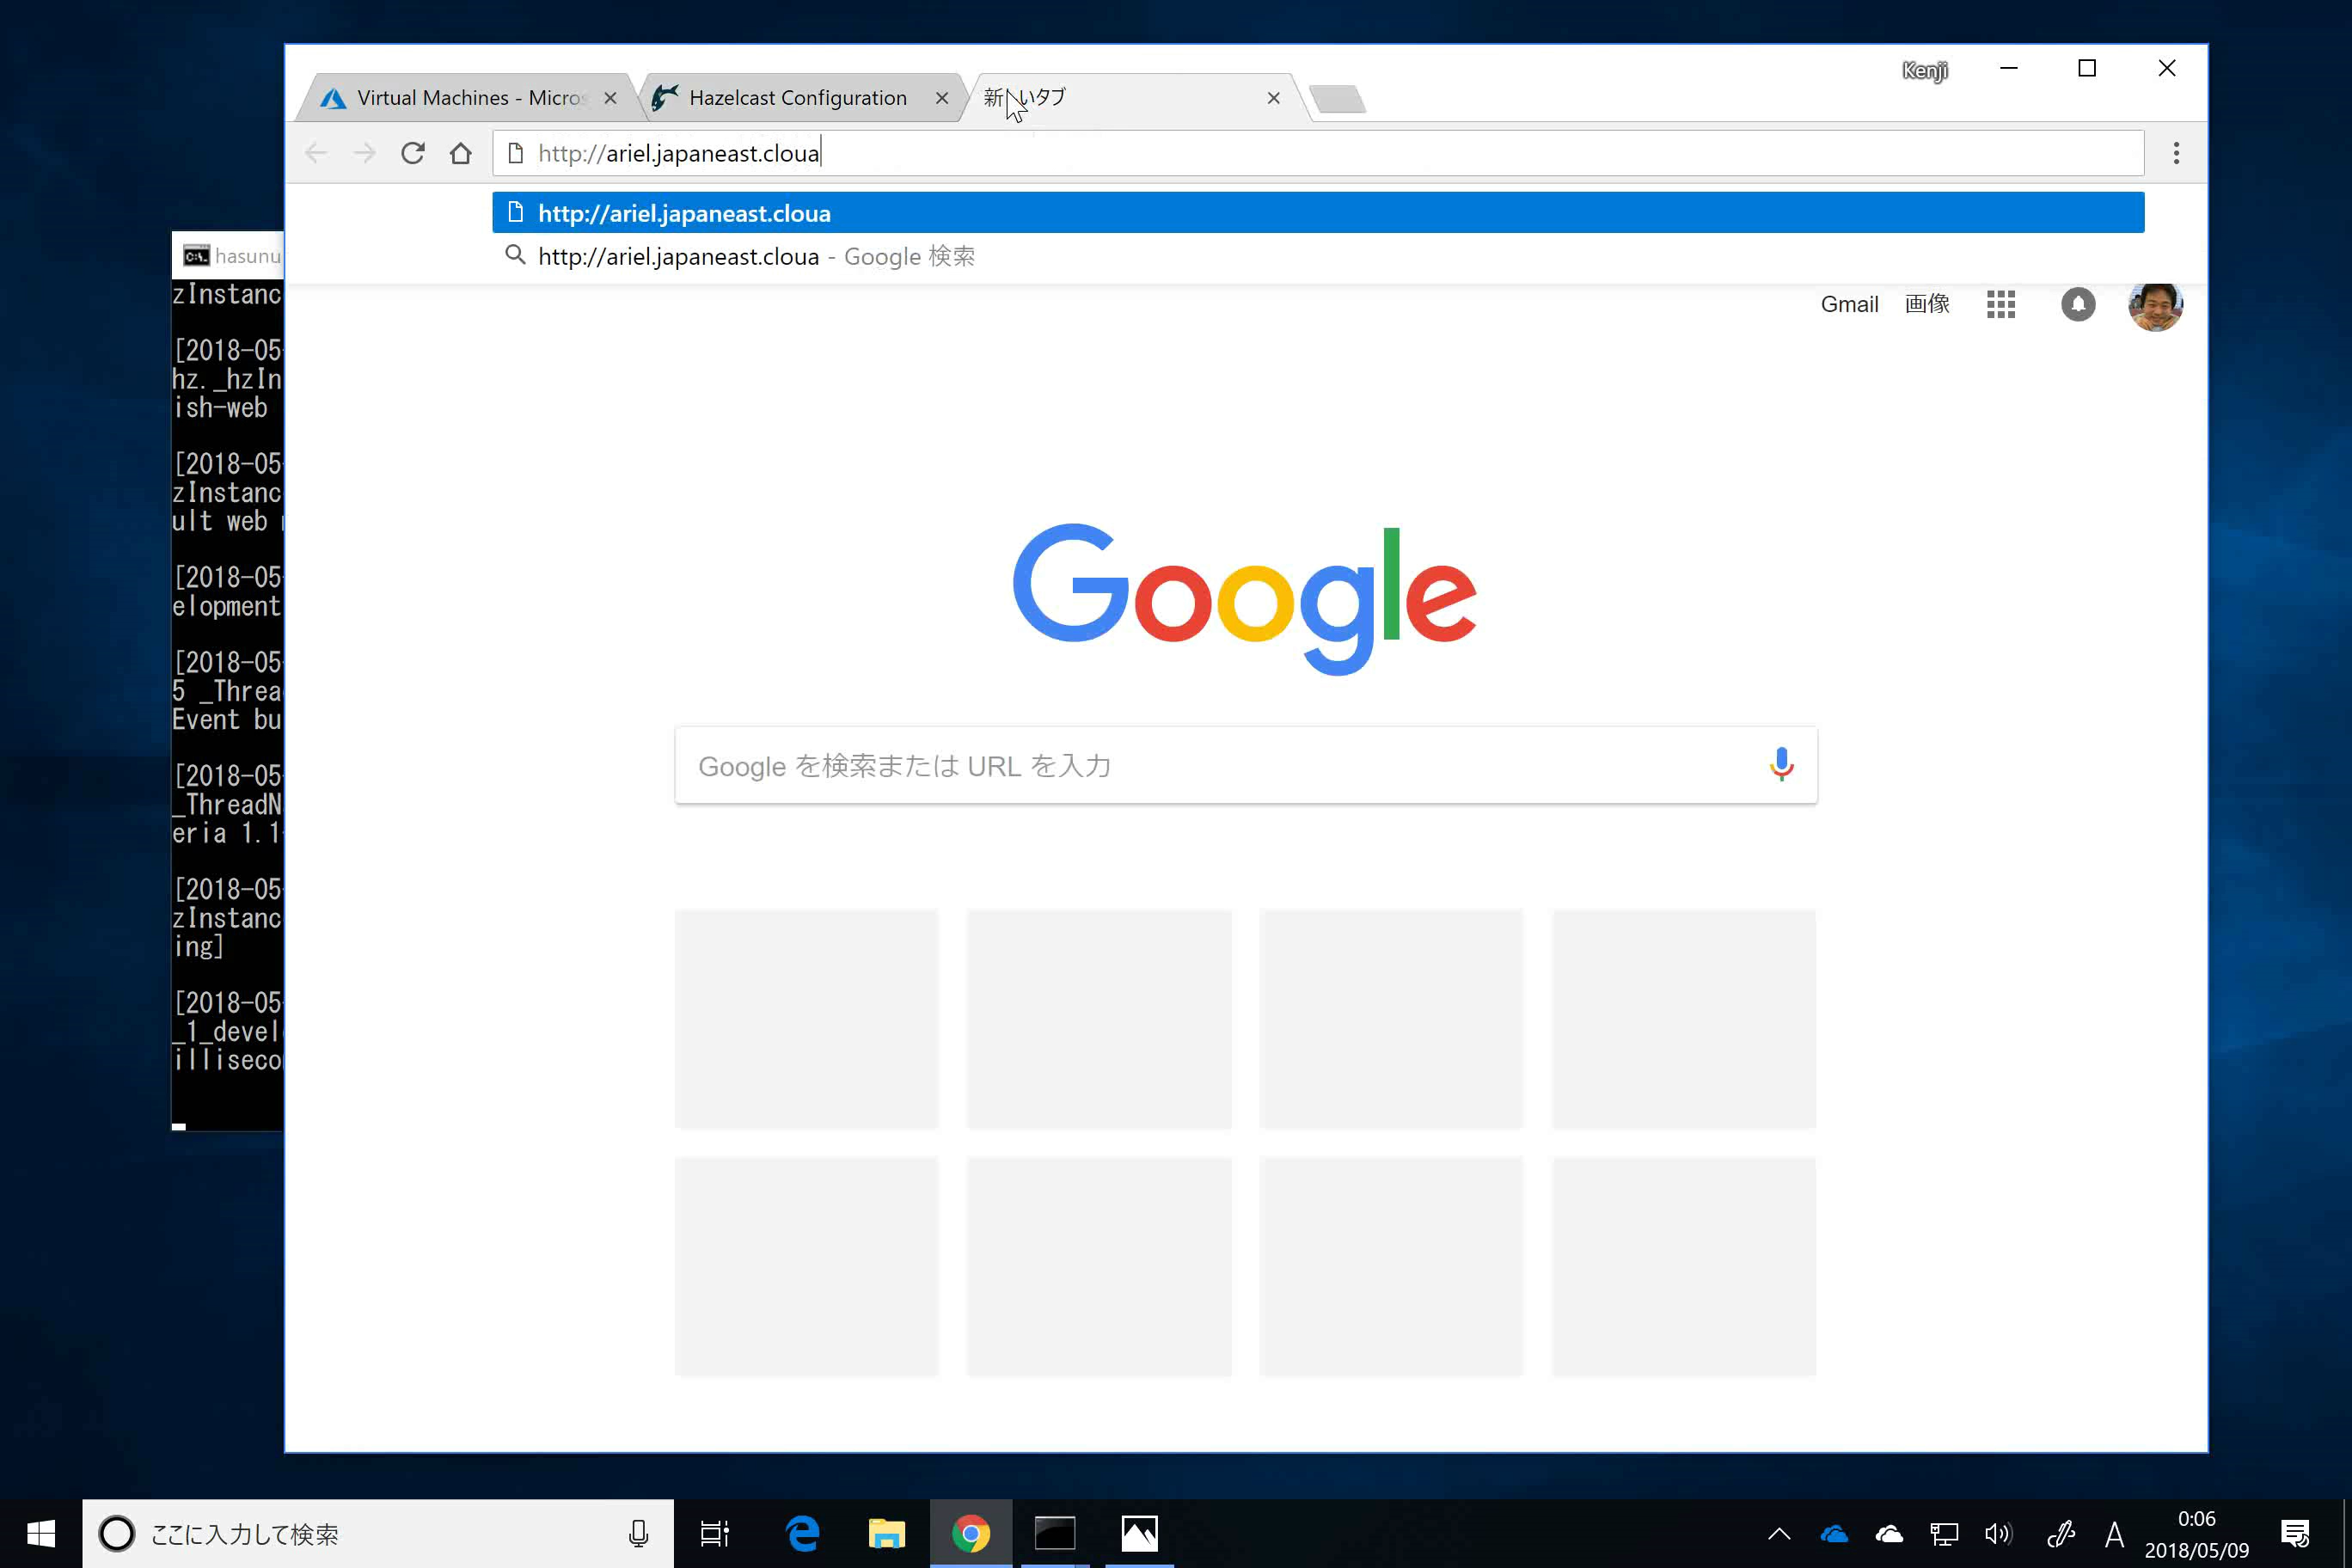 Kenji
Virtual Machines - Micros
Hazelcast Configuration
新しいタブ
http://ariel.japaneast.cloua
http://ariel.japaneast.cloua
http://ariel.japaneast.cloua - Google 検索
Gmail 画像
hasunu
zInstanc
[2018-05-
hz._hzIn
ish-web
[2018-05-
zInstanc
ult web
[2018-05-
elopment
[2018-05-
5 _Threa
Event bu
[2018-05-
_ThreadN
eria 1.1
[2018-05-
zInstanc
ing]
[2018-05-
_1_devel
illiseco
Google
Google を検索または URL を入力
ここに入力して検索
A
0:06
2018/05/09